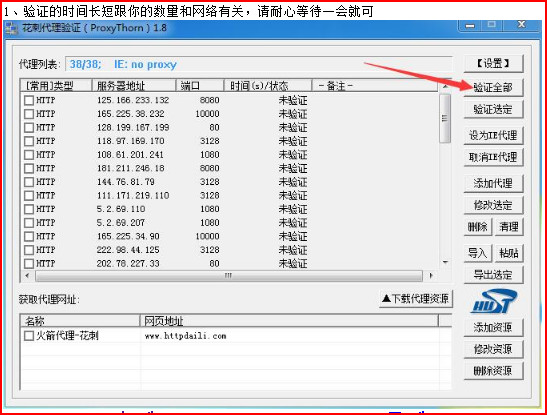 1、验证的时间长短跟你的数量和网络有关，请耐心等待一会就可
花刺代理验证（ProxyThorn）1.8
代理列表: 38/38; IE: no proxy
【设置】
[常用]类型 服务器地址 端口 时间(s)/状态 -备注-
验证全部
HTTP 125.166.233.132 8080 未验证
HTTP 165.225.38.232 10000 未验证
验证选定
HTTP 128.199.167.199 80 未验证
HTTP 118.97.169.170 3128 未验证
设为IE代理
HTTP 108.61.201.241 1080 未验证
取消IE代理
HTTP 181.211.246.18 8080 未验证
HTTP 144.76.81.79 3128 未验证
添加代理
HTTP 111.171.219.110 3128 未验证
修改选定
HTTP 5.2.69.110 1080 未验证
HTTP 5.2.69.207 1080 未验证
删除 清理
HTTP 165.225.34.90 10000 未验证
HTTP 222.98.44.125 3128 未验证
导入 粘贴
HTTP 202.78.227.33 80 未验证
导出选定
获取代理网址: ▲下载代理资源
HUST
名称 网页地址
添加资源
火箭代理-花刺 www.httpdaili.com
修改资源
删除资源